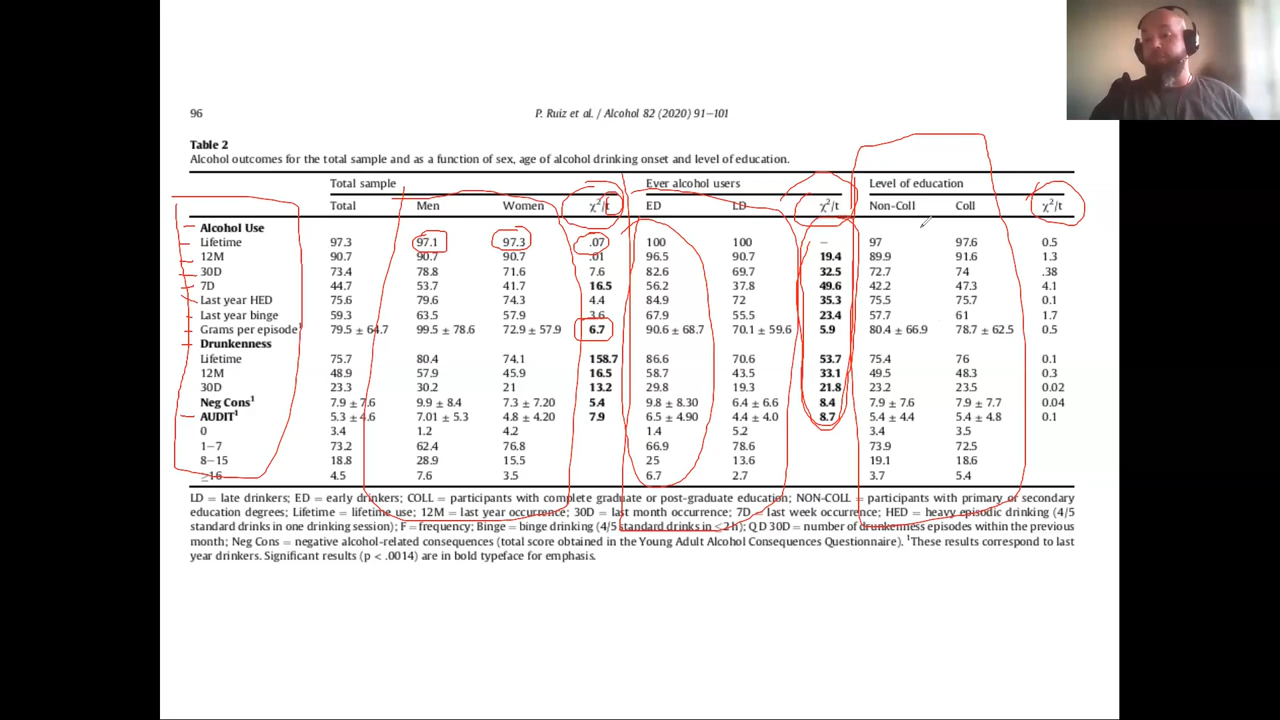 96 P. Ruiz et al. / Alcohol 82 (2020) 91–101
Table 2
Alcohol outcomes for the total sample and as a function of sex, age of alcohol drinking onset and level of education.
Total sample Ever alcohol users Level of education
Total Men Women χ²/t ED LD χ²/t Non-Coll Coll χ²/t
Alcohol Use
Lifetime 97.3 97.1 97.3 .07 100 100 – 97 97.6 0.5
12M 90.7 90.7 90.7 .01 96.5 90.6 19.4 89.9 91.6 1.3
30D 73.4 78.8 71.6 7.6 82.6 69.7 32.5 72.7 74 .38
7D 44.7 53.7 41.7 16.5 56.2 37.8 49.6 42.2 47.3 4.1
Last year HED 75.6 79.6 74.3 4.4 84.9 72 35.3 75.5 75.7 0.1
Last year binge 59.3 63.5 57.9 3.6 67.9 55.5 23.4 57.7 61 1.7
Grams per episode¹ 79.5 ± 64.7 99.5 ± 78.6 72.9 ± 57.9 6.7 90.6 ± 68.7 70.1 ± 59.6 5.9 80.4 ± 66.9 78.7 ± 62.5 0.5
Drunkenness
Lifetime 75.7 80.4 74.1 158.7 86.6 70.6 53.7 75.4 76 0.1
12M 48.9 57.9 45.9 16.5 58.7 43.5 33.1 49.5 48.3 0.3
30D 23.3 30.2 21 13.2 29.8 19.3 21.8 23.2 23.5 0.02
Neg Cons¹ 7.9 ± 7.6 9.9 ± 8.4 7.3 ± 7.20 5.4 9.8 ± 8.30 6.4 ± 6.6 8.4 7.9 ± 7.6 7.9 ± 7.7 0.04
AUDIT¹ 5.3 ± 4.6 7.01 ± 5.3 4.8 ± 4.20 7.9 6.5 ± 4.90 4.4 ± 4.0 8.7 5.4 ± 4.4 5.4 ± 4.8 0.1
0 3.4 1.2 4.2 1.4 5.2 3.4 3.5
1–7 73.2 62.4 76.8 66.9 78.6 73.9 72.5
8–15 18.8 28.9 15.5 25 13.6 19.1 18.6
≥16 4.5 7.6 3.5 6.7 2.7 3.7 5.4
LD = late drinkers; ED = early drinkers; COLL = participants with complete graduate or post-graduate education; NON-COLL = participants with primary or secondary
education degrees; Lifetime = lifetime use; 12M = last year occurrence; 30D = last month occurrence; 7D = last week occurrence; HED = heavy episodic drinking (4/5
standard drinks in one drinking session); F = frequency; Binge = binge drinking (4/5 standard drinks in ≤2 h); Q D 30D = number of drunkenness episodes within the previous
month; Neg Cons = negative alcohol-related consequences (total score obtained in the Young Adult Alcohol Consequences Questionnaire). ¹These results correspond to last
year drinkers. Significant results (p < .0014) are in bold typeface for emphasis.